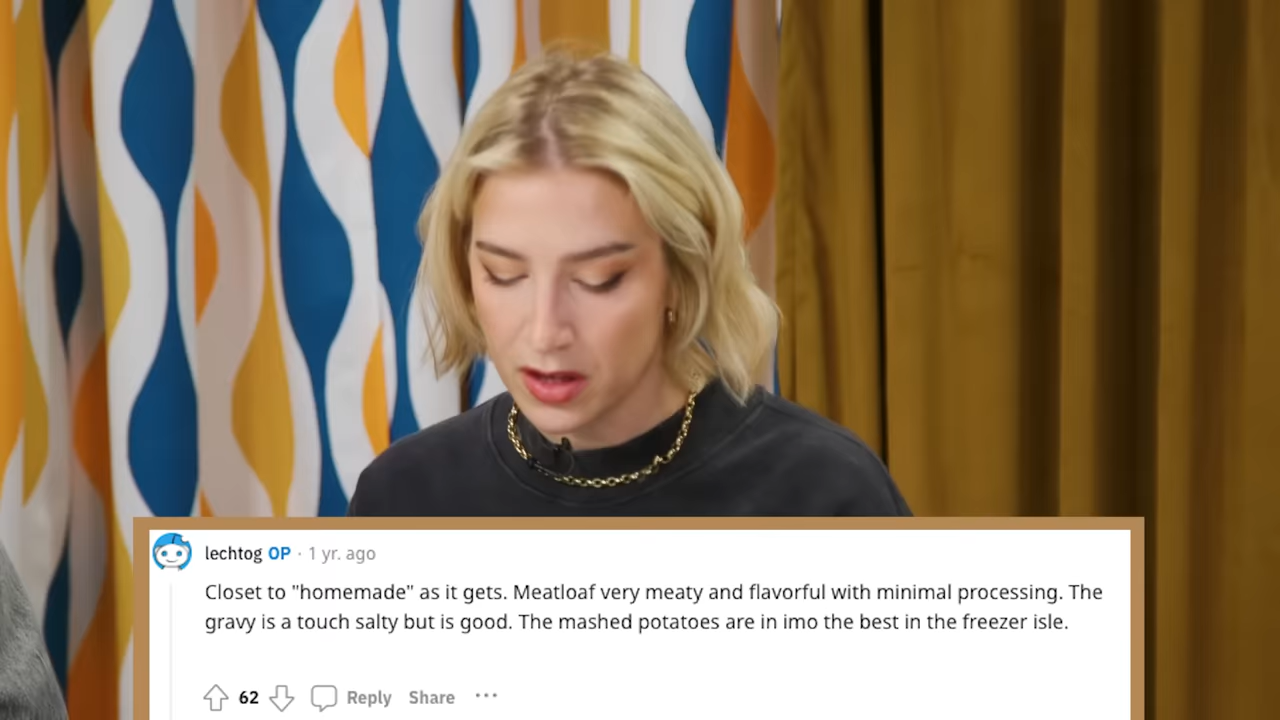 lechtog OP · 1 yr. ago
Closet to "homemade" as it gets. Meatloaf very meaty and flavorful with minimal processing. The
gravy is a touch salty but is good. The mashed potatoes are in imo the best in the freezer isle.
62 Reply Share ···